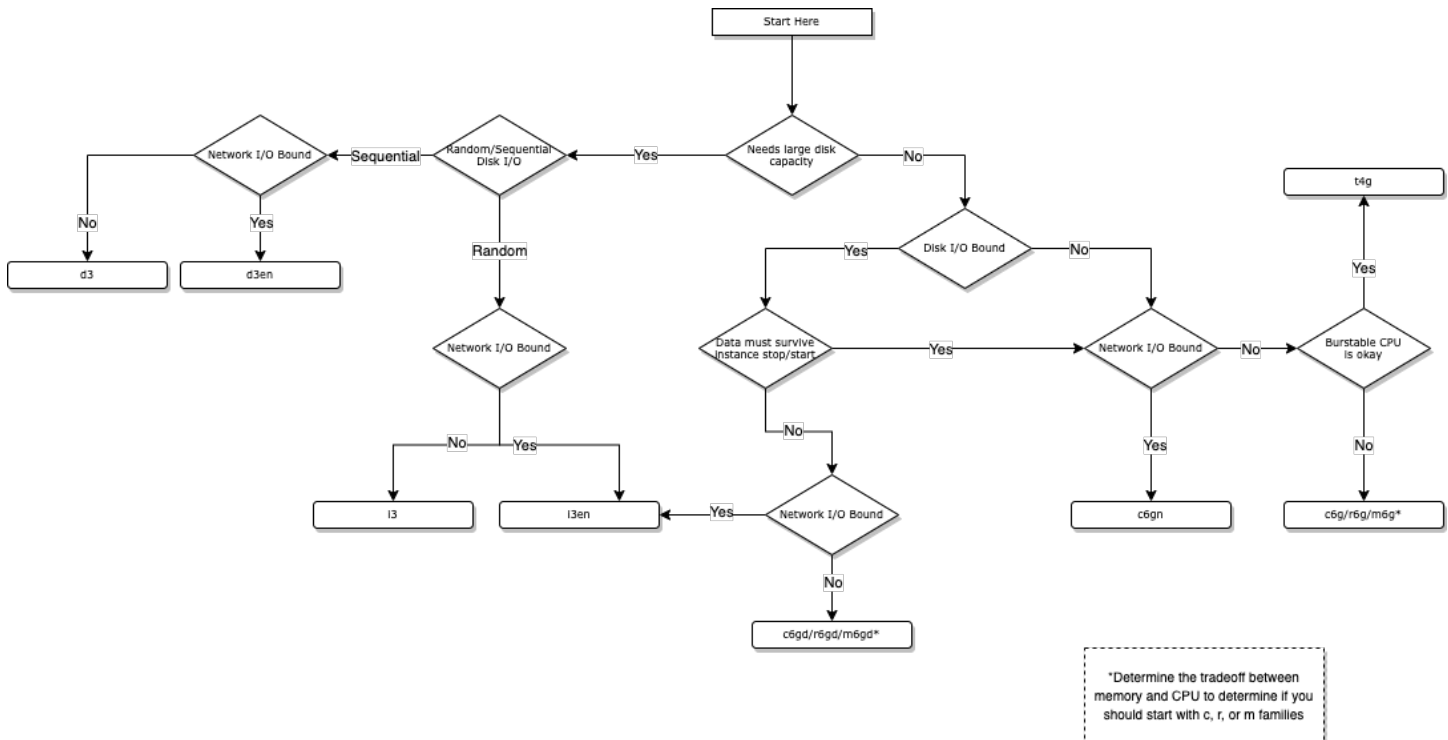 Start Here
Needs large disk
capacity
Yes
No
Random/Sequential
Disk I/O
Sequential
Network I/O Bound
No
Yes
d3
d3en
Random
Network I/O Bound
No
Yes
i3
i3en
Disk I/O Bound
Yes
No
Data must survive
instance stop/start
Yes
No
Network I/O Bound
Yes
No
c6gd/r6gd/m6gd*
Network I/O Bound
No
Yes
c6gn
Burstable CPU
is okay
Yes
t4g
No
c6g/r6g/m6g*
*Determine the tradeoff between
memory and CPU to determine if you
should start with c, r, or m families